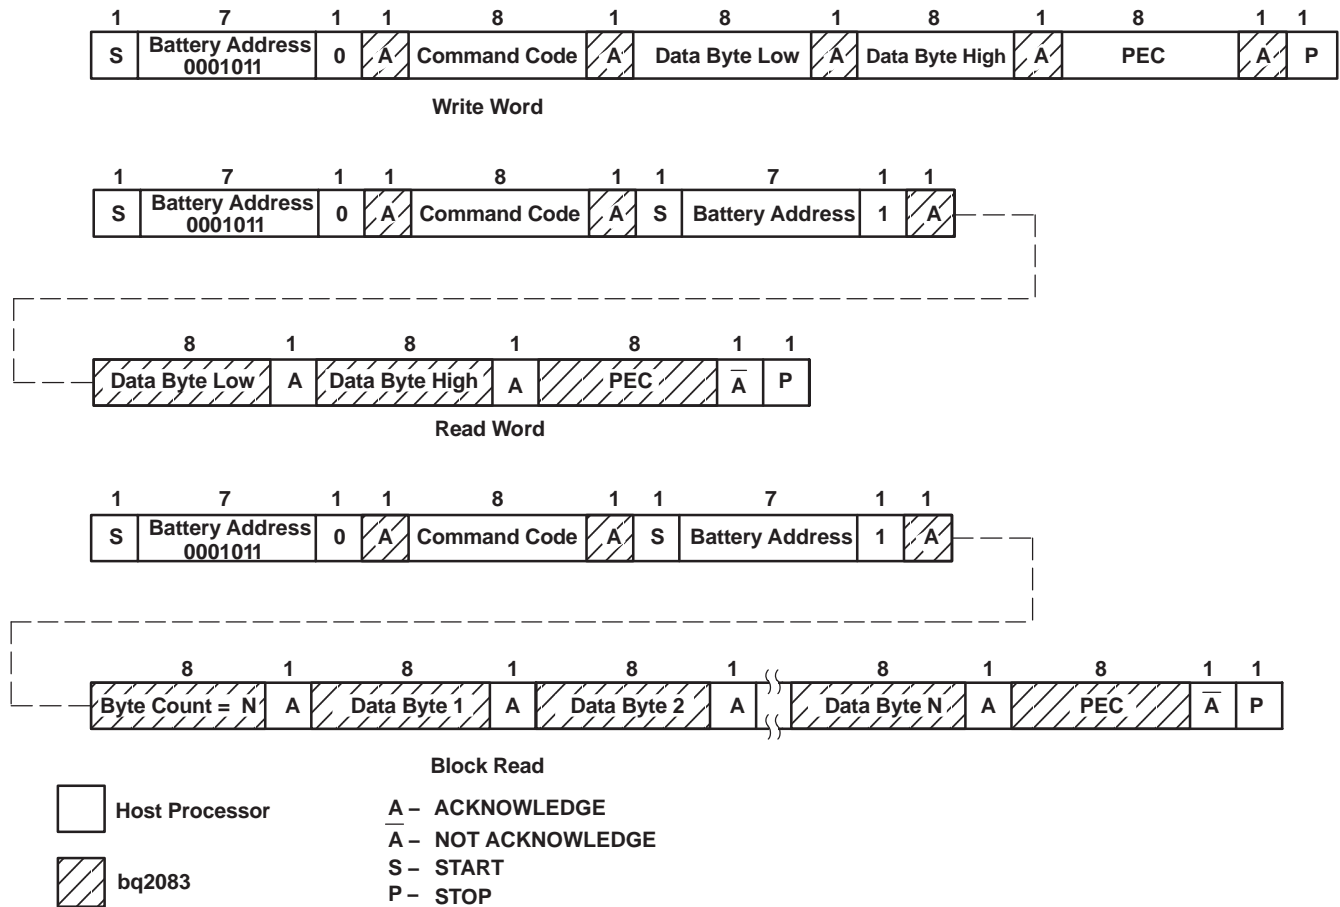 1 7 1 1 8 1 8 1 8 1 8 1 1
S Battery Address 0 A Command Code A Data Byte Low A Data Byte High A PEC A P
0001011
Write Word
1 7 1 1 8 1 1 7 1 1
S Battery Address 0 A Command Code A S Battery Address 1 A
0001011
8 1 8 1 8 1 1
Data Byte Low A Data Byte High A PEC A̅ P
Read Word
1 7 1 1 8 1 1 7 1 1
S Battery Address 0 A Command Code A S Battery Address 1 A
0001011
8 1 8 1 8 1 8 1 8 1 1
Byte Count = N A Data Byte 1 A Data Byte 2 A Data Byte N A PEC A̅ P
Block Read
Host Processor
bq2083
A – ACKNOWLEDGE
A̅ – NOT ACKNOWLEDGE
S – START
P – STOP